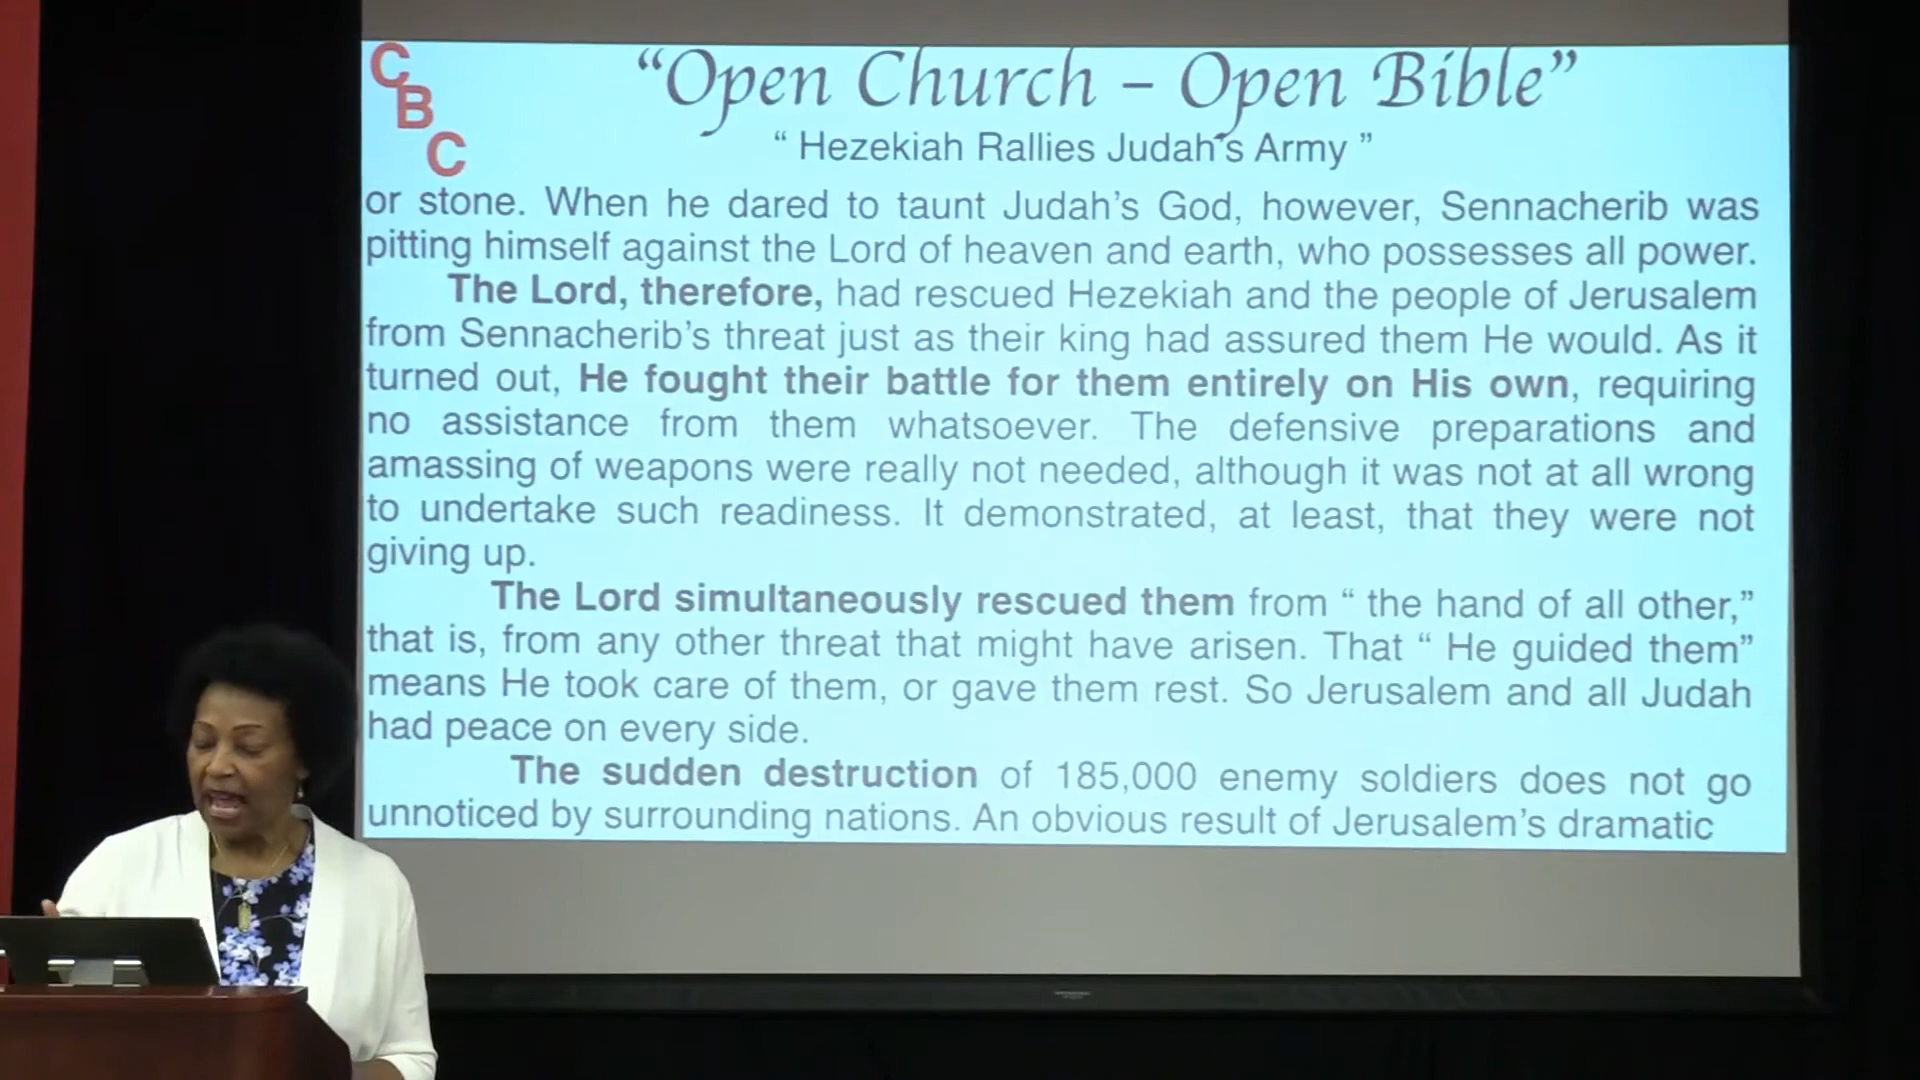 C
B
C
“Open Church – Open Bible”
“ Hezekiah Rallies Judah’s Army ”
or stone. When he dared to taunt Judah’s God, however, Sennacherib was
pitting himself against the Lord of heaven and earth, who possesses all power.
The Lord, therefore, had rescued Hezekiah and the people of Jerusalem
from Sennacherib’s threat just as their king had assured them He would. As it
turned out, He fought their battle for them entirely on His own, requiring
no assistance from them whatsoever. The defensive preparations and
amassing of weapons were really not needed, although it was not at all wrong
to undertake such readiness. It demonstrated, at least, that they were not
giving up.
The Lord simultaneously rescued them from “ the hand of all other,”
that is, from any other threat that might have arisen. That “ He guided them”
means He took care of them, or gave them rest. So Jerusalem and all Judah
had peace on every side.
The sudden destruction of 185,000 enemy soldiers does not go
unnoticed by surrounding nations. An obvious result of Jerusalem’s dramatic